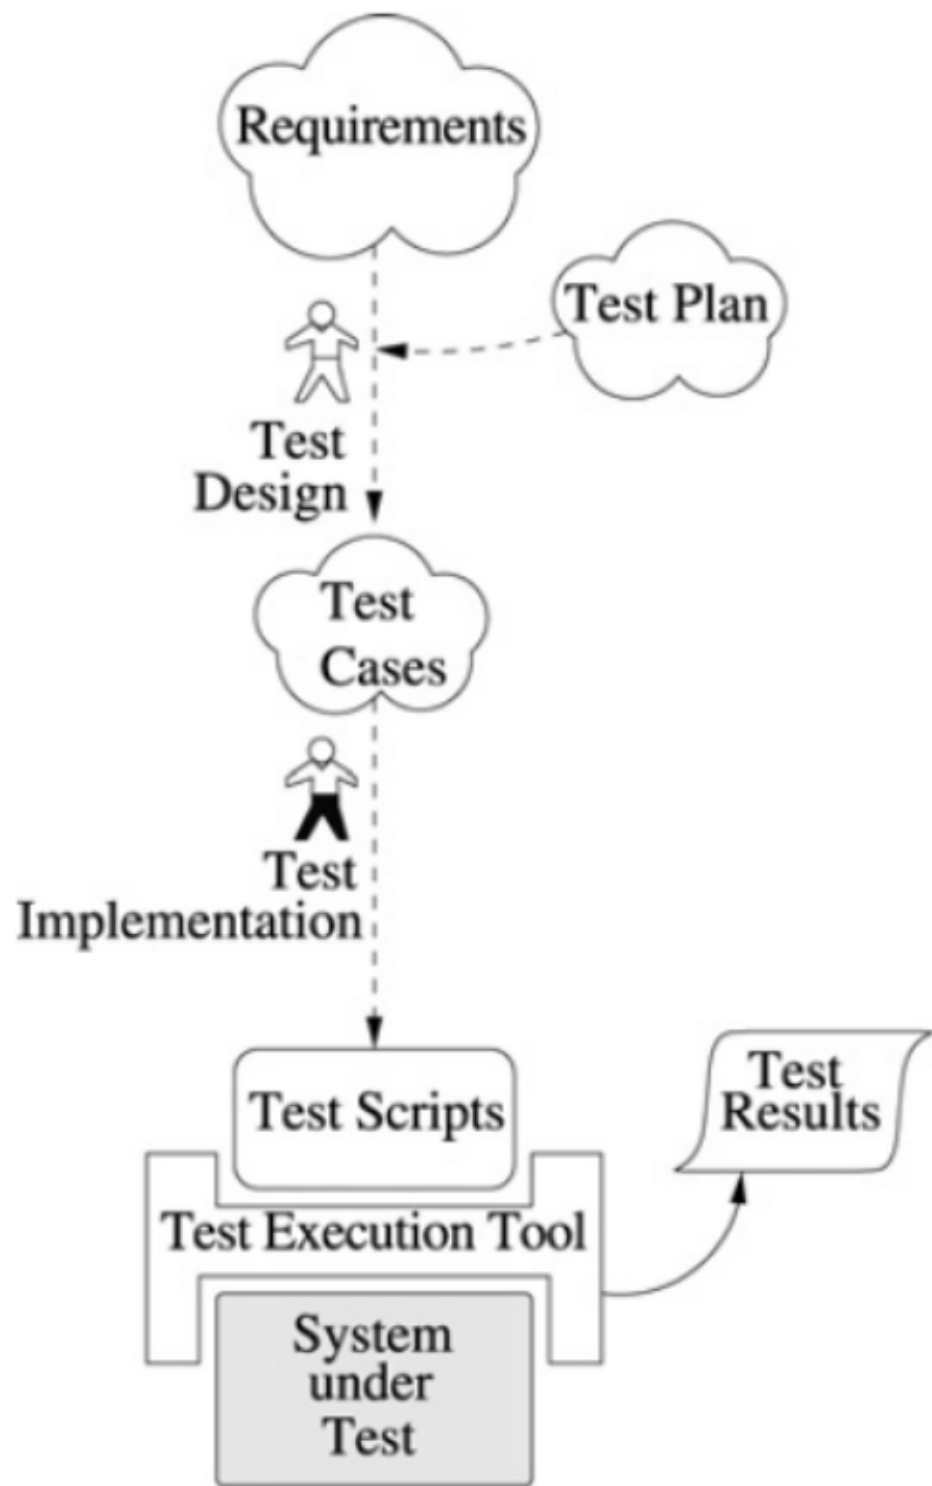 Requirements
Test Plan
Test
Design
Test
Cases
Test
Implementation
Test Scripts
Test
Results
Test Execution Tool
System
under
Test